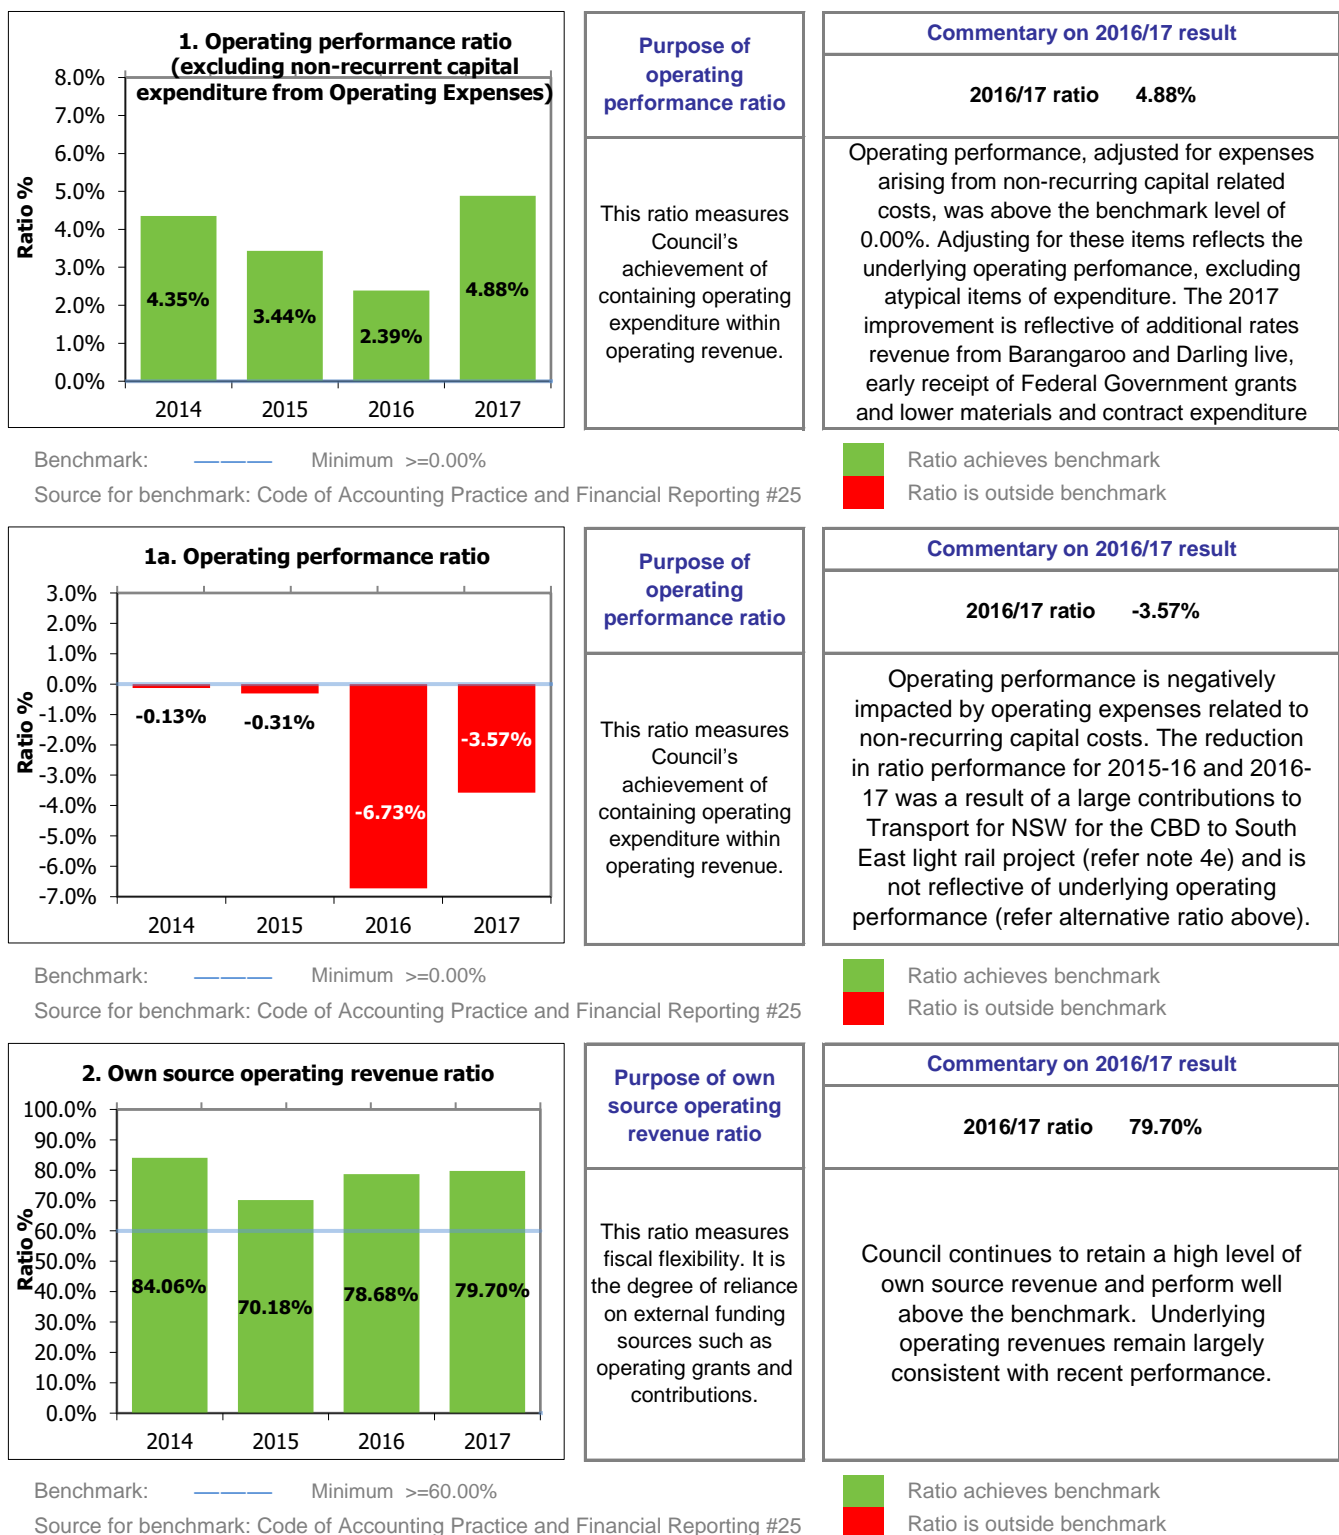 1. Operating performance ratio
(excluding non-recurrent capital
expenditure from Operating Expenses)
8.0%
7.0%
6.0%
5.0%
4.0%
3.0%
2.0%
1.0%
0.0%
Ratio %
4.35%
3.44%
2.39%
4.88%
2014
2015
2016
2017
Purpose of
operating
performance ratio
This ratio measures
Council's
achievement of
containing operating
expenditure within
operating revenue.
Commentary on 2016/17 result
2016/17 ratio 4.88%
Operating performance, adjusted for expenses
arising from non-recurring capital related
costs, was above the benchmark level of
0.00%. Adjusting for these items reflects the
underlying operating perfomance, excluding
atypical items of expenditure. The 2017
improvement is reflective of additional rates
revenue from Barangaroo and Darling live,
early receipt of Federal Government grants
and lower materials and contract expenditure
Benchmark: Minimum >=0.00%
Source for benchmark: Code of Accounting Practice and Financial Reporting #25
Ratio achieves benchmark
Ratio is outside benchmark
1a. Operating performance ratio
3.0%
2.0%
1.0%
0.0%
-1.0%
-2.0%
-3.0%
-4.0%
-5.0%
-6.0%
-7.0%
Ratio %
-0.13%
-0.31%
-6.73%
-3.57%
2014
2015
2016
2017
Purpose of
operating
performance ratio
This ratio measures
Council's
achievement of
containing operating
expenditure within
operating revenue.
Commentary on 2016/17 result
2016/17 ratio -3.57%
Operating performance is negatively
impacted by operating expenses related to
non-recurring capital costs. The reduction
in ratio performance for 2015-16 and 2016-
17 was a result of a large contributions to
Transport for NSW for the CBD to South
East light rail project (refer note 4e) and is
not reflective of underlying operating
performance (refer alternative ratio above).
Benchmark: Minimum >=0.00%
Source for benchmark: Code of Accounting Practice and Financial Reporting #25
Ratio achieves benchmark
Ratio is outside benchmark
2. Own source operating revenue ratio
100.0%
90.0%
80.0%
70.0%
60.0%
50.0%
40.0%
30.0%
20.0%
10.0%
0.0%
Ratio %
84.06%
70.18%
78.68%
79.70%
2014
2015
2016
2017
Purpose of own
source operating
revenue ratio
This ratio measures
fiscal flexibility. It is
the degree of reliance
on external funding
sources such as
operating grants and
contributions.
Commentary on 2016/17 result
2016/17 ratio 79.70%
Council continues to retain a high level of
own source revenue and perform well
above the benchmark. Underlying
operating revenues remain largely
consistent with recent performance.
Benchmark: Minimum >=60.00%
Source for benchmark: Code of Accounting Practice and Financial Reporting #25
Ratio achieves benchmark
Ratio is outside benchmark